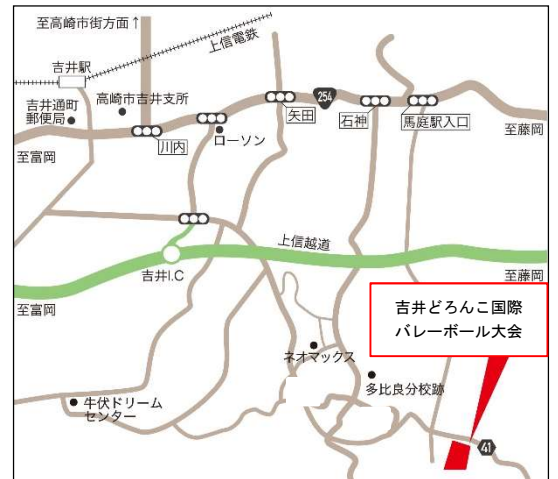 至高崎市街方面↑
上信電鉄
吉井駅
吉井通町
郵便局
高崎市吉井支所
254
矢田
石神
馬庭駅入口
ローソン
川内
至富岡
至藤岡
上信越道
吉井I.C
至富岡
至藤岡
吉井どろんこ国際
バレーボール大会
ネオマックス
多比良分校跡
牛伏ドリーム
センター
41